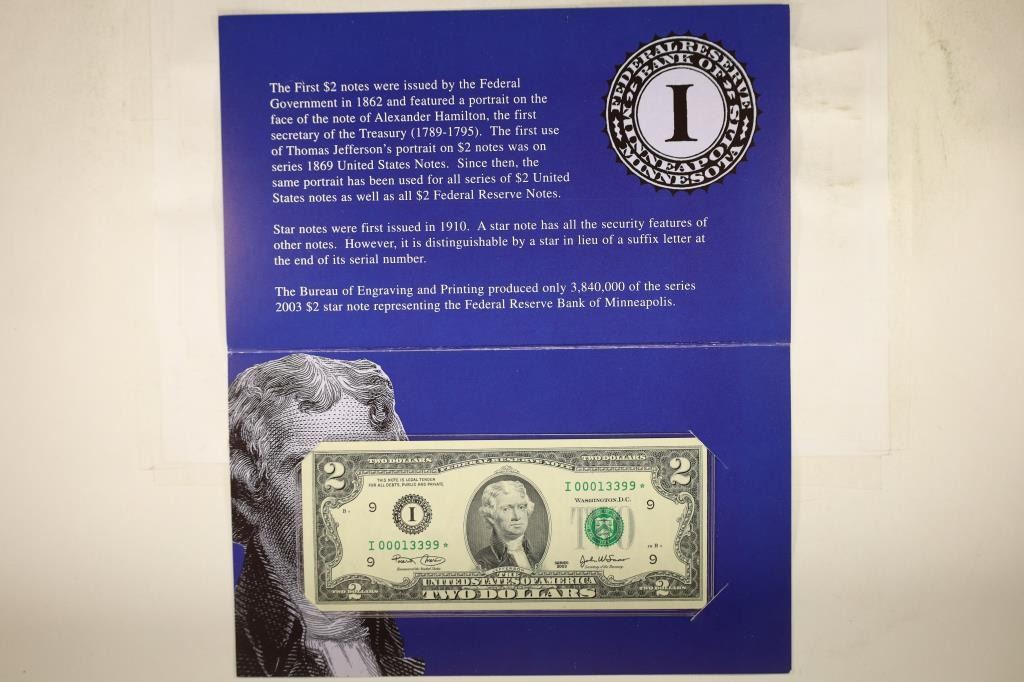 The First $2 notes were issued by the Federal
Government in 1862 and featured a portrait on the
face of the note of Alexander Hamilton, the first
secretary of the Treasury (1789-1795). The first use
of Thomas Jefferson's portrait on $2 notes was on
series 1869 United States Notes. Since then, the
same portrait has been used for all series of $2 United
States notes as well as all $2 Federal Reserve Notes.
FEDERAL RESERVE
BANK OF
I
MINNEAPOLIS
MINNESOTA
Star notes were first issued in 1910. A star note has all the security features of
other notes. However, it is distinguishable by a star in lieu of a suffix letter at
the end of its serial number.
The Bureau of Engraving and Printing produced only 3,840,000 of the series
2003 $2 star note representing the Federal Reserve Bank of Minneapolis.
2 TWO DOLLARS FEDERAL RESERVE NOTE TWO DOLLARS 2
THIS NOTE IS LEGAL TENDER
FOR ALL DEBTS, PUBLIC AND PRIVATE
I 00013399 *
WASHINGTON, D.C.
9 9
I TWO
I 00013399 *
9 9
SERIES
2003
THE
UNITED STATES OF AMERICA
2 TWO DOLLARS 2
TWO DOLLARS TWO DOLLARS